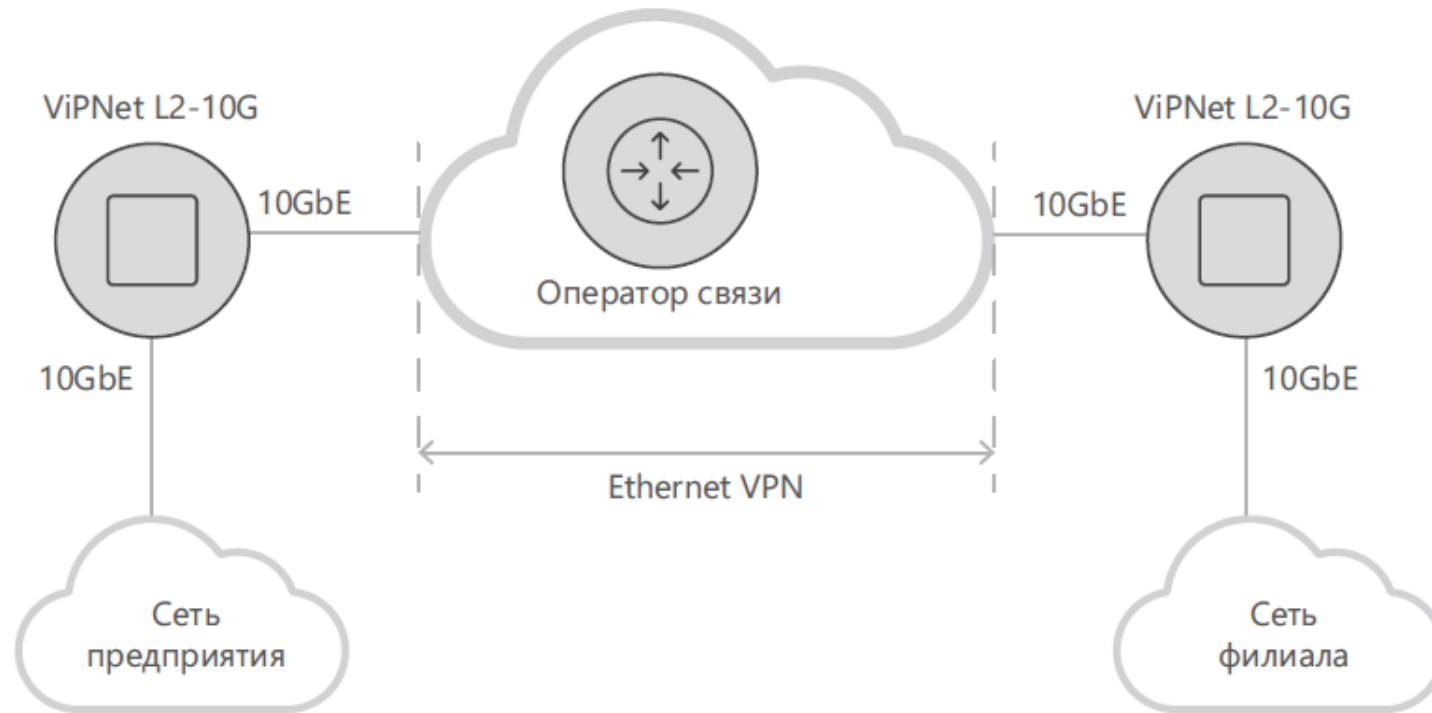 ViPNet L2-10G
ViPNet L2-10G
10GbE
10GbE
Оператор связи
10GbE
10GbE
Ethernet VPN
Сеть
предприятия
Сеть
филиала